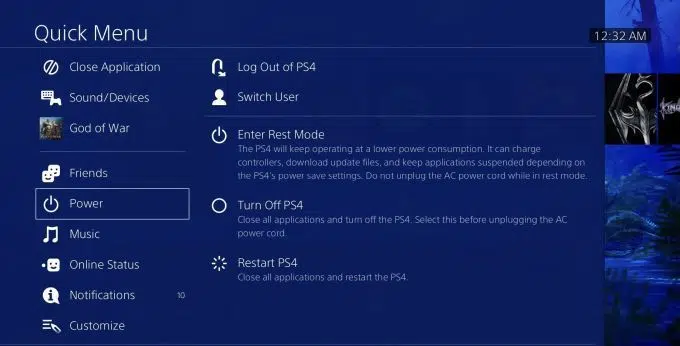 Quick Menu
12:32 AM
Close Application
Sound/Devices
God of War
Friends
Power
Music
Online Status
Notifications 10
Customize
Log Out of PS4
Switch User
Enter Rest Mode
The PS4 will keep operating at a lower power consumption. It can charge
controllers, download update files, and keep applications suspended depending on
the PS4's power save settings. Do not unplug the AC power cord while in rest mode.
Turn Off PS4
Close all applications and turn off the PS4. Select this before unplugging the AC
power cord.
Restart PS4
Close all applications and restart the PS4.